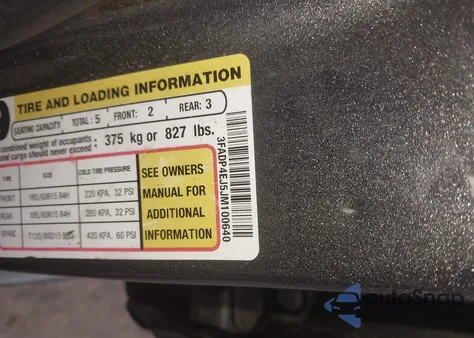 TIRE AND LOADING INFORMATION
SEATING CAPACITY TOTAL: 5 FRONT: 2 REAR: 3
combined weight of occupants and cargo should never exceed: 375 kg or 827 lbs.
TIRE SIZE COLD TIRE PRESSURE
FRONT 185/60R15 84H 220 KPA, 32 PSI
REAR 185/60R15 84H 220 KPA, 32 PSI
SPARE T125/80D15 420 KPA, 60 PSI
SEE OWNERS
MANUAL FOR
ADDITIONAL
INFORMATION
3FADP4EJ5JM100640
autoSnap